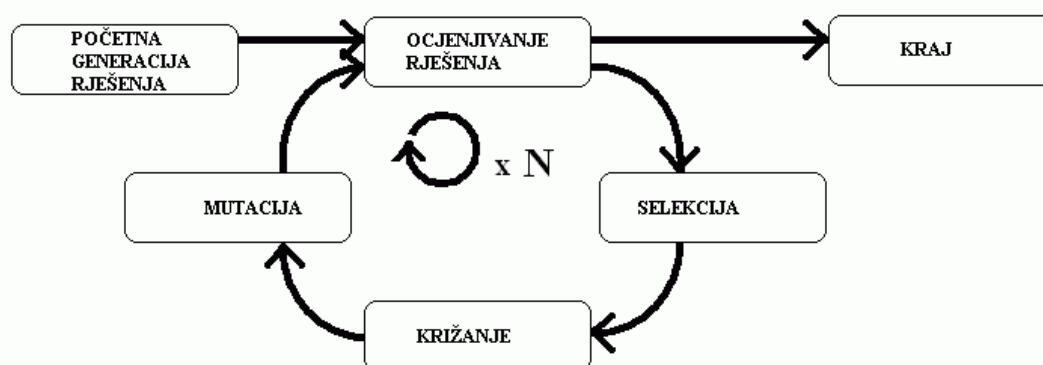 POČETNA
GENERACIJA
RJEŠENJA
OCJENJIVANJE
RJEŠENJA
KRAJ
x N
MUTACIJA
SELEKCIJA
KRIŽANJE